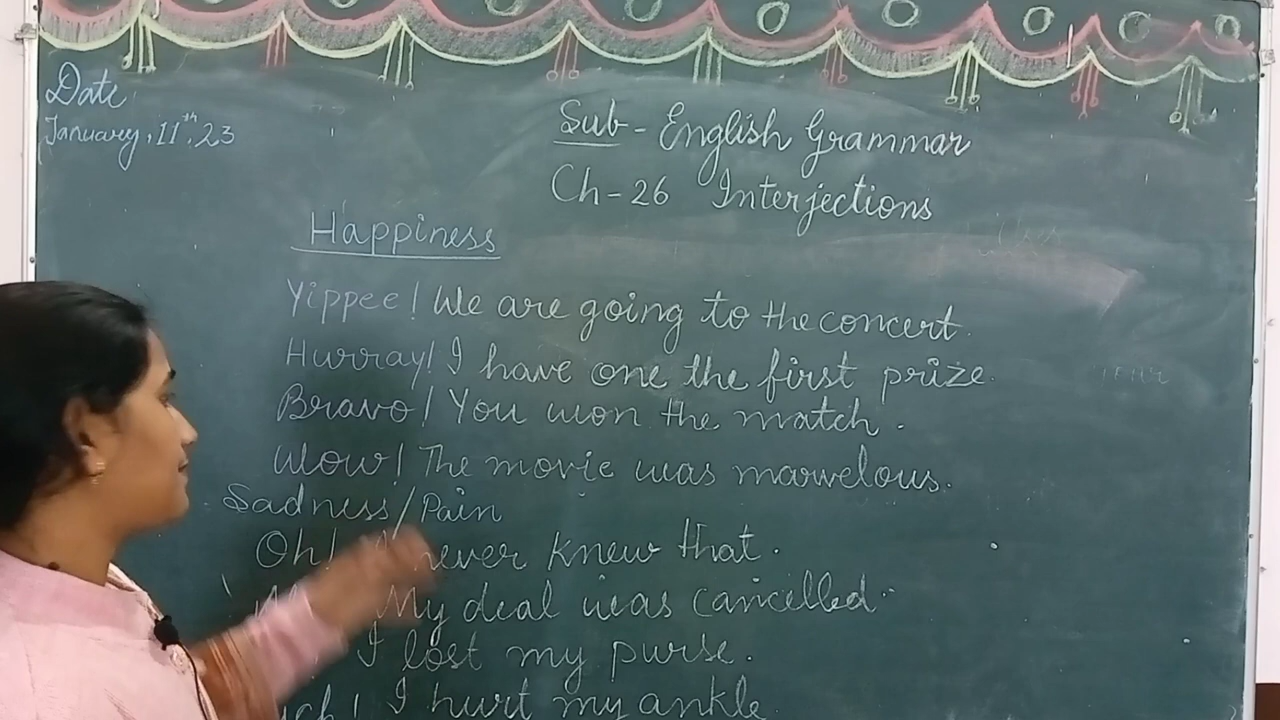 Date
January, 11th, 23
Sub - English Grammar
Ch-26 Interjections
Happiness
Yippee! We are going to the concert.
Hurray! I have one the first prize.
Bravo! You won the match.
Wow! The movie was marvelous.
Sadness/Pain
Oh! never knew that.
My deal was cancelled.
I lost my purse.
! I hurt my ankle.